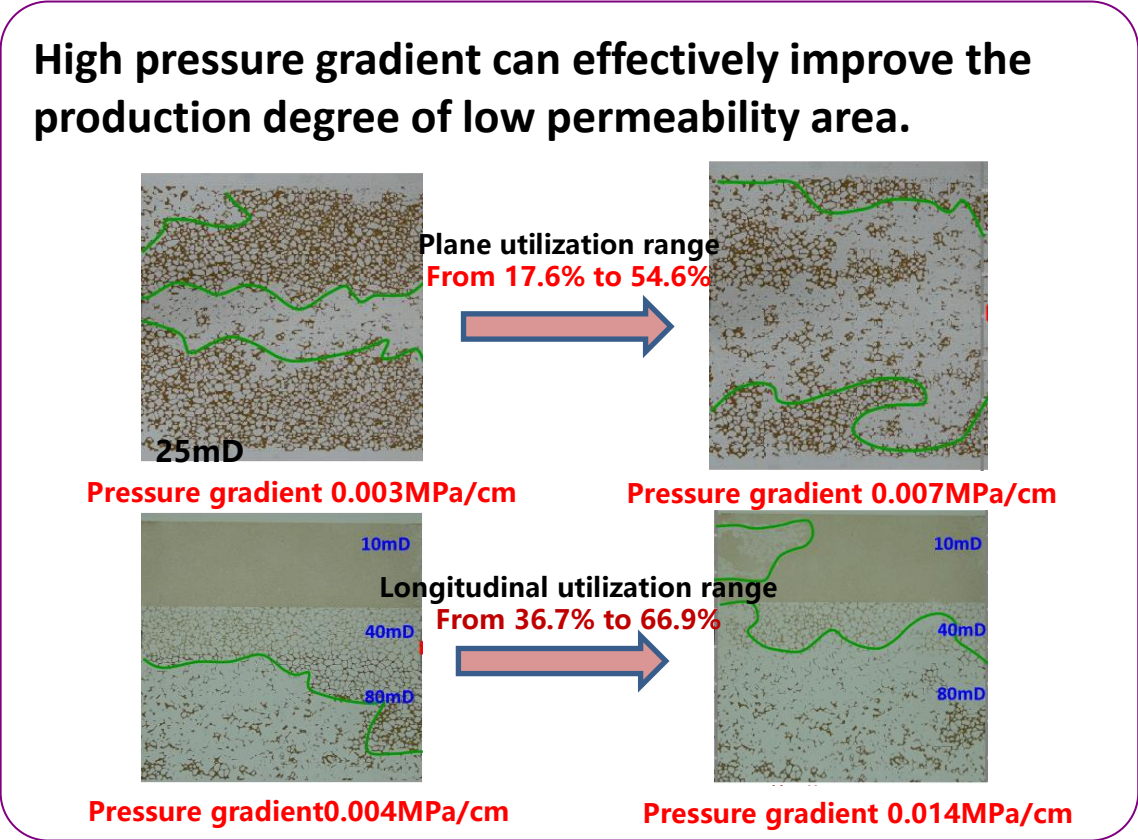 High pressure gradient can effectively improve the
production degree of low permeability area.
Plane utilization range
From 17.6% to 54.6%
25mD
Pressure gradient 0.003MPa/cm
Pressure gradient 0.007MPa/cm
10mD
10mD
Longitudinal utilization range
From 36.7% to 66.9%
40mD
40mD
80mD
80mD
Pressure gradient0.004MPa/cm
Pressure gradient 0.014MPa/cm